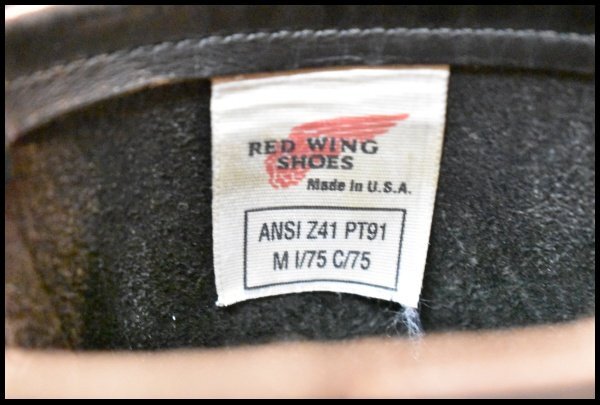 RED WING
SHOES
Made in U.S.A.
ANSI Z41 PT91
M I/75 C/75